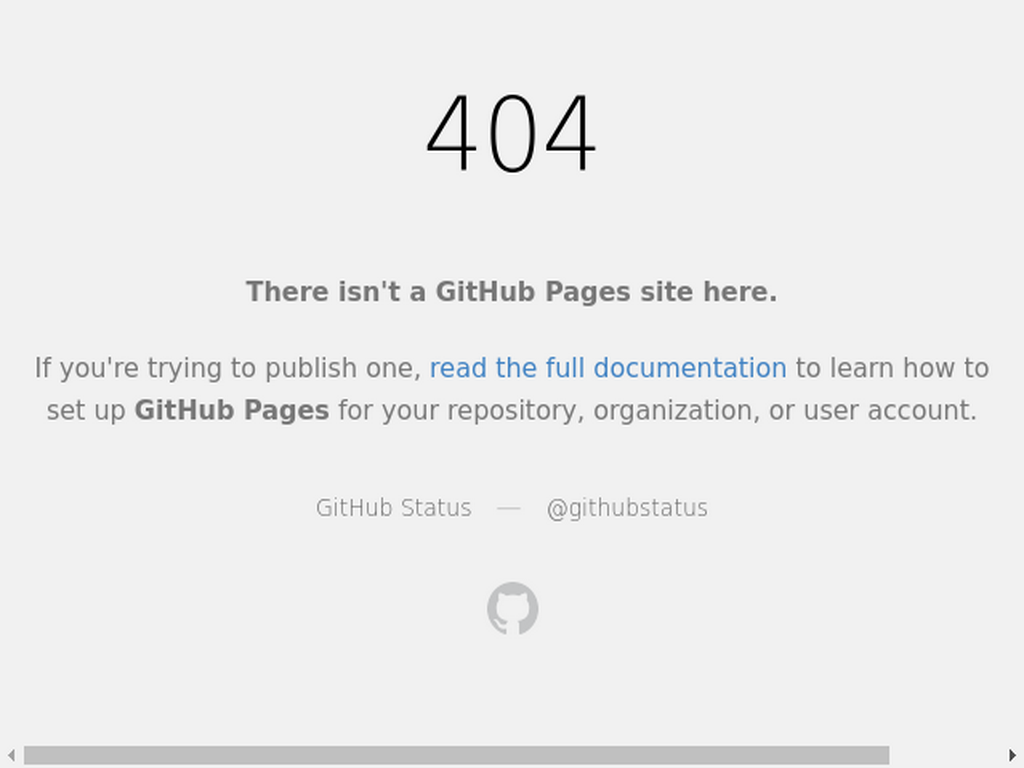 404
There isn't a GitHub Pages site here.
If you're trying to publish one, read the full documentation to learn how to
set up GitHub Pages for your repository, organization, or user account.
GitHub Status — @githubstatus